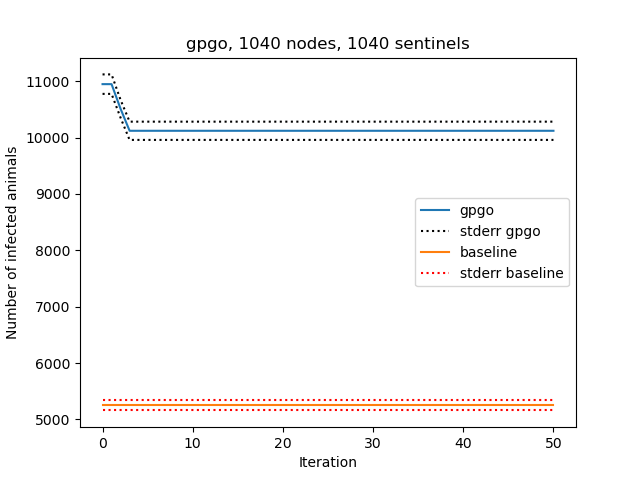 gpgo, 1040 nodes, 1040 sentinels
Number of infected animals
11000
10000
9000
8000
7000
6000
5000
gpgo
stderr gpgo
baseline
stderr baseline
0 10 20 30 40 50
Iteration